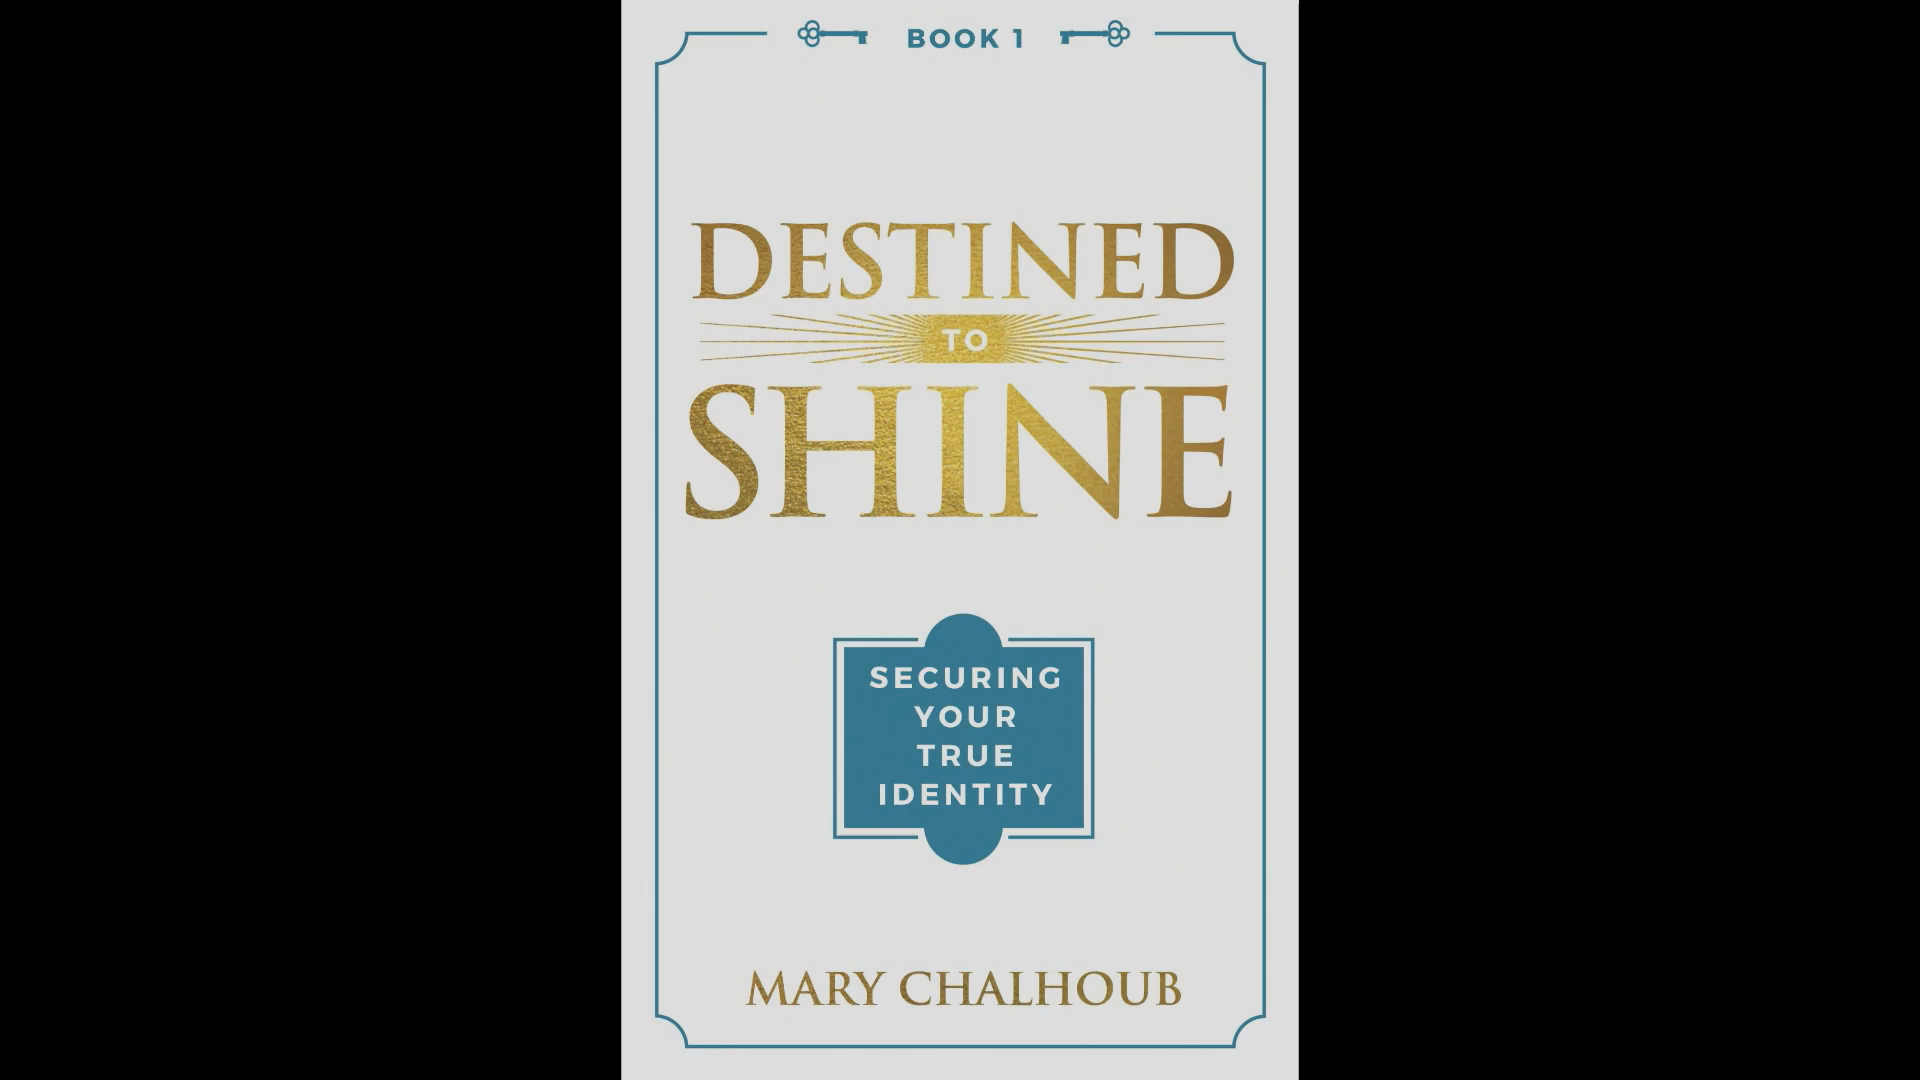 BOOK 1
DESTINED
TO
SHINE
SECURING
YOUR
TRUE
IDENTITY
MARY CHALHOUB